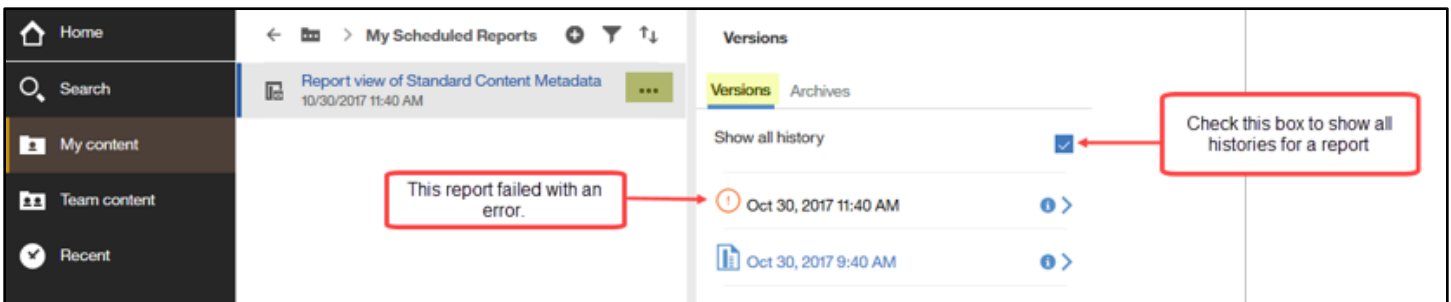 Home
Search
My content
Team content
Recent
My Scheduled Reports
Report view of Standard Content Metadata
10/30/2017 11:40 AM
Versions
Versions Archives
Show all history
Check this box to show all
histories for a report
This report failed with an
error.
Oct 30, 2017 11:40 AM
Oct 30, 2017 9:40 AM